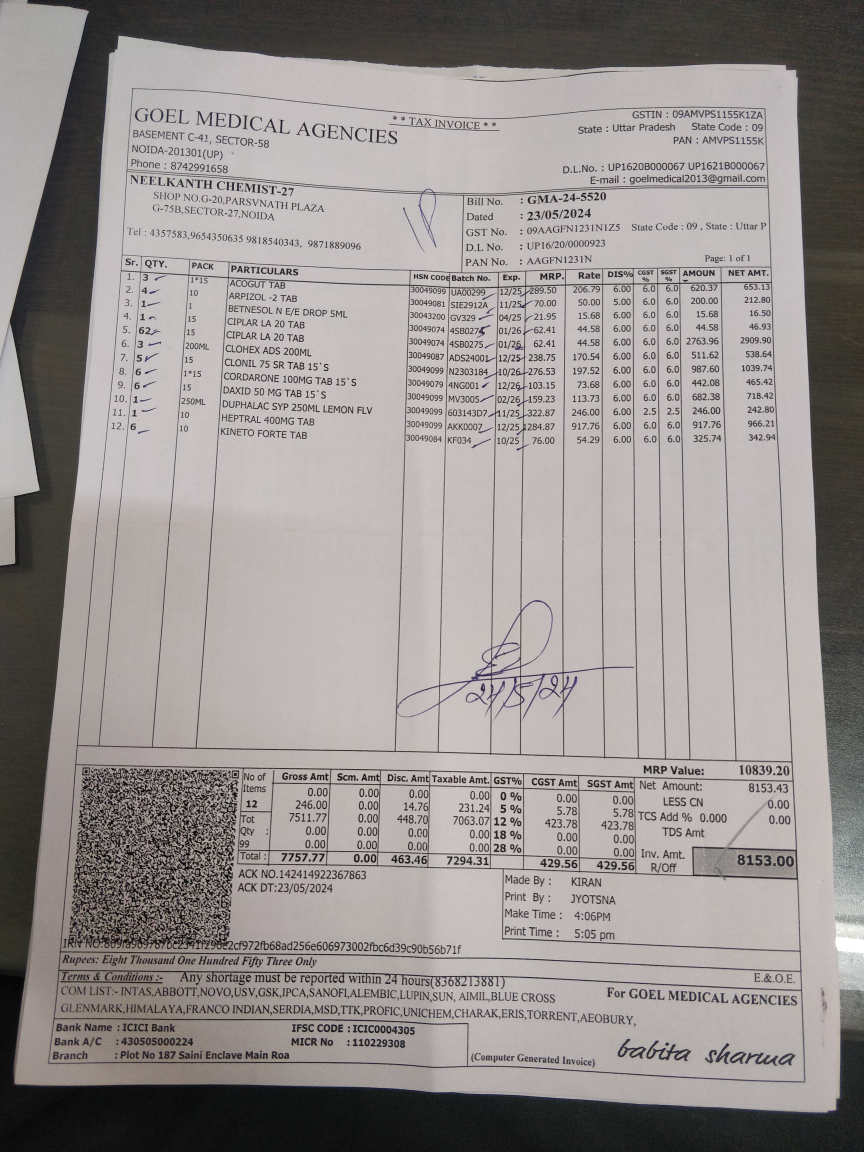 ** TAX INVOICE **
GOEL MEDICAL AGENCIES
BASEMENT C-41, SECTOR-58
NOIDA-201301(UP)
Phone : 8742991658
GSTIN : 09AMVPS1155K1ZA
State : Uttar Pradesh State Code : 09
PAN : AMVPS1155K
D.L.No. : UP1620B000067 UP1621B000067
E-mail : goelmedical2013@gmail.com
NEELKANTH CHEMIST-27
SHOP NO.G-20,PARSVNATH PLAZA
G-75B,SECTOR-27,NOIDA
Tel : 4357583,9654350635 9818540343, 9871889096
Bill No. : GMA-24-5520
Dated : 23/05/2024
GST No. : 09AAGFN1231N1Z5 State Code : 09 , State : Uttar P
D.L No. : UP16/20/0000923
PAN No. : AAGFN1231N Page: 1 of 1
Sr. QTY. PACK PARTICULARS HSN CODE Batch No. Exp. MRP. Rate DIS% CGST % SGST % AMOUN NET AMT.
1. 3 1*15 ACOGUT TAB 30049099 UA00299 12/25 289.50 206.79 6.00 6.0 6.0 620.37 653.13
2. 4 10 ARPIZOL -2 TAB 30049081 SIE2912A 11/25 70.00 50.00 5.00 6.0 6.0 200.00 212.80
3. 1 1 BETNESOL N E/E DROP 5ML 30043200 GV329 04/25 21.95 15.68 6.00 6.0 6.0 15.68 16.50
4. 1 15 CIPLAR LA 20 TAB 30049074 4SB0275 01/26 62.41 44.58 6.00 6.0 6.0 44.58 46.93
5. 62 15 CIPLAR LA 20 TAB 30049074 4SB0275 01/26 62.41 44.58 6.00 6.0 6.0 2763.96 2909.90
6. 3 200ML CLOHEX ADS 200ML 30049087 ADS24001 12/25 238.75 170.54 6.00 6.0 6.0 511.62 538.64
7. 5 15 CLONIL 75 SR TAB 15`S 30049099 N2303184 10/26 276.53 197.52 6.00 6.0 6.0 987.60 1039.74
8. 6 1*15 CORDARONE 100MG TAB 15`S 30049079 4NG001 12/26 103.15 73.68 6.00 6.0 6.0 442.08 465.42
9. 6 15 DAXID 50 MG TAB 15`S 30049099 MV3005 02/26 159.23 113.73 6.00 6.0 6.0 682.38 718.42
10. 1 250ML DUPHALAC SYP 250ML LEMON FLV 30049099 603143D7 11/25 322.87 246.00 6.00 2.5 2.5 246.00 242.80
11. 1 10 HEPTRAL 400MG TAB 30049099 AKK0007 12/25 1284.87 917.76 6.00 6.0 6.0 917.76 966.21
12. 6 10 KINETO FORTE TAB 30049084 KF034 10/25 76.00 54.29 6.00 6.0 6.0 325.74 342.94
24/5/24
MRP Value: 10839.20
No of Items 12 Tot Qty : 99
Gross Amt Scm. Amt Disc. Amt Taxable Amt. GST% CGST Amt SGST Amt
0.00 0.00 0.00 0.00 0 % 0.00 0.00
246.00 0.00 14.76 231.24 5 % 5.78 5.78
7511.77 0.00 448.70 7063.07 12 % 423.78 423.78
0.00 0.00 0.00 0.00 18 % 0.00 0.00
0.00 0.00 0.00 0.00 28 % 0.00 0.00
Total : 7757.77 0.00 463.46 7294.31 429.56 429.56
Net Amount: 8153.43
LESS CN 0.00
TCS Add % 0.000 0.00
TDS Amt
Inv. Amt. R/Off 8153.00
ACK NO.142414922367863
ACK DT:23/05/2024
Made By : KIRAN
Print By : JYOTSNA
Make Time : 4:06PM
Print Time : 5:05 pm
Rupees: Eight Thousand One Hundred Fifty Three Only
E.&.O.E.
Terms & Conditions :- Any shortage must be reported within 24 hours(8368213881)
COM LIST:- INTAS,ABBOTT,NOVO,USV,GSK,IPCA,SANOFI,ALEMBIC,LUPIN,SUN, AIMIL,BLUE CROSS
GLENMARK,HIMALAYA,FRANCO INDIAN,SERDIA,MSD,TTK,PROFIC,UNICHEM,CHARAK,ERIS,TORRENT,AEOBURY,
For GOEL MEDICAL AGENCIES
Bank Name : ICICI Bank IFSC CODE : ICIC0004305
Bank A/C : 430505000224 MICR No : 110229308
Branch : Plot No 187 Saini Enclave Main Roa
(Computer Generated Invoice)
babita sharma